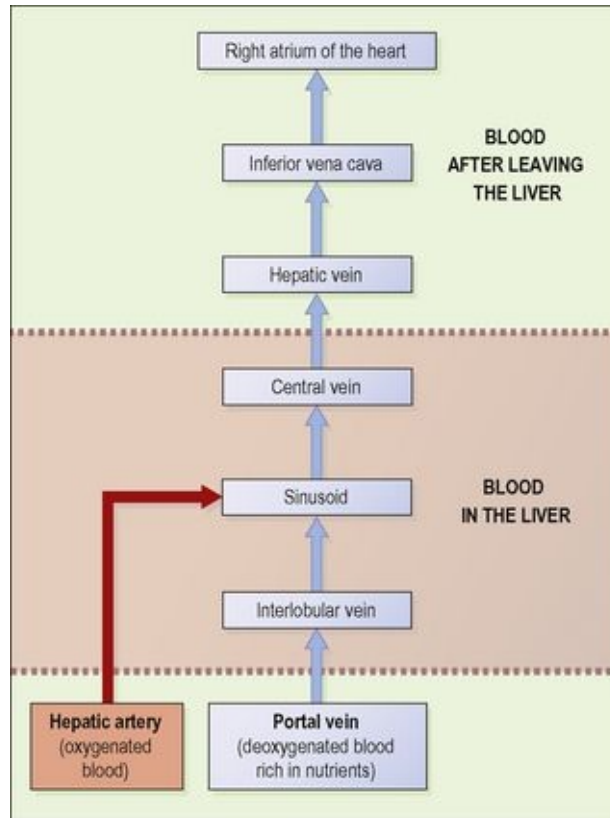 Right atrium of the heart
BLOOD
AFTER LEAVING
THE LIVER
Inferior vena cava
Hepatic vein
Central vein
Sinusoid
BLOOD
IN THE LIVER
Interlobular vein
Hepatic artery
(oxygenated
blood)
Portal vein
(deoxygenated blood
rich in nutrients)